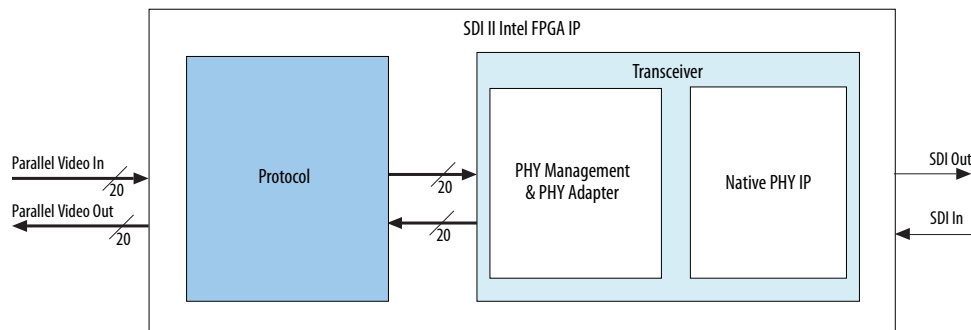 SDI II Intel FPGA IP
Transceiver
Parallel Video In
20
Parallel Video Out
20
Protocol
20
20
PHY Management
& PHY Adapter
Native PHY IP
SDI Out
SDI In